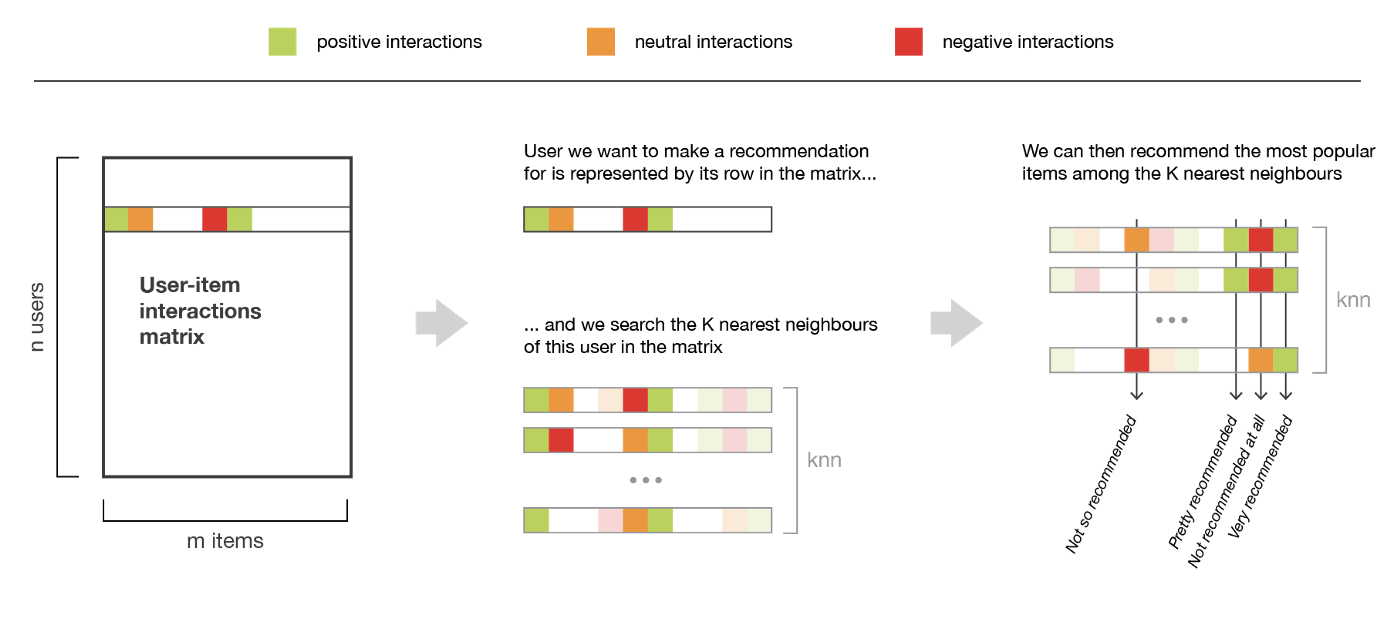 positive interactions
neutral interactions
negative interactions
n users
User-item
interactions
matrix
m items
User we want to make a recommendation
for is represented by its row in the matrix...
... and we search the K nearest neighbours
of this user in the matrix
knn
We can then recommend the most popular
items among the K nearest neighbours
knn
Not so recommended
Pretty recommended
Not recommended at all
Very recommended